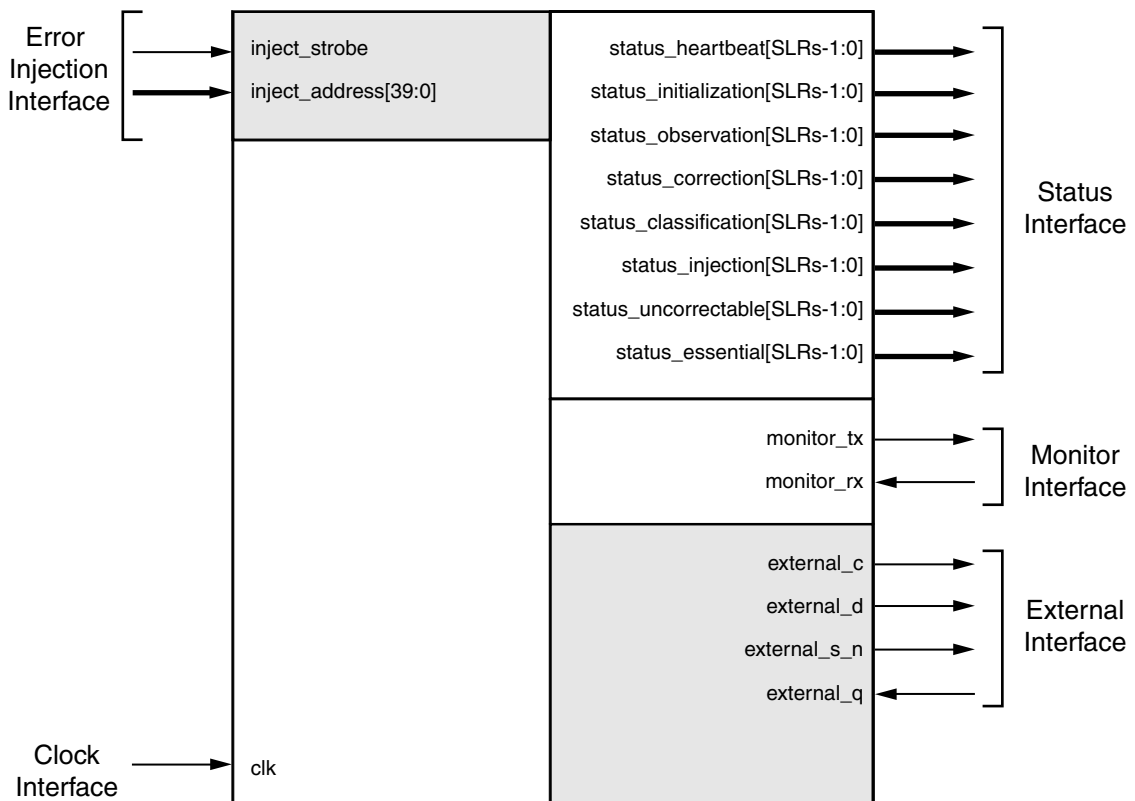 Error
Injection
Interface
inject_strobe
inject_address[39:0]
status_heartbeat[SLRs-1:0]
status_initialization[SLRs-1:0]
status_observation[SLRs-1:0]
status_correction[SLRs-1:0]
status_classification[SLRs-1:0]
status_injection[SLRs-1:0]
status_uncorrectable[SLRs-1:0]
status_essential[SLRs-1:0]
Status
Interface
monitor_tx
monitor_rx
Monitor
Interface
external_c
external_d
external_s_n
external_q
External
Interface
Clock
Interface
clk